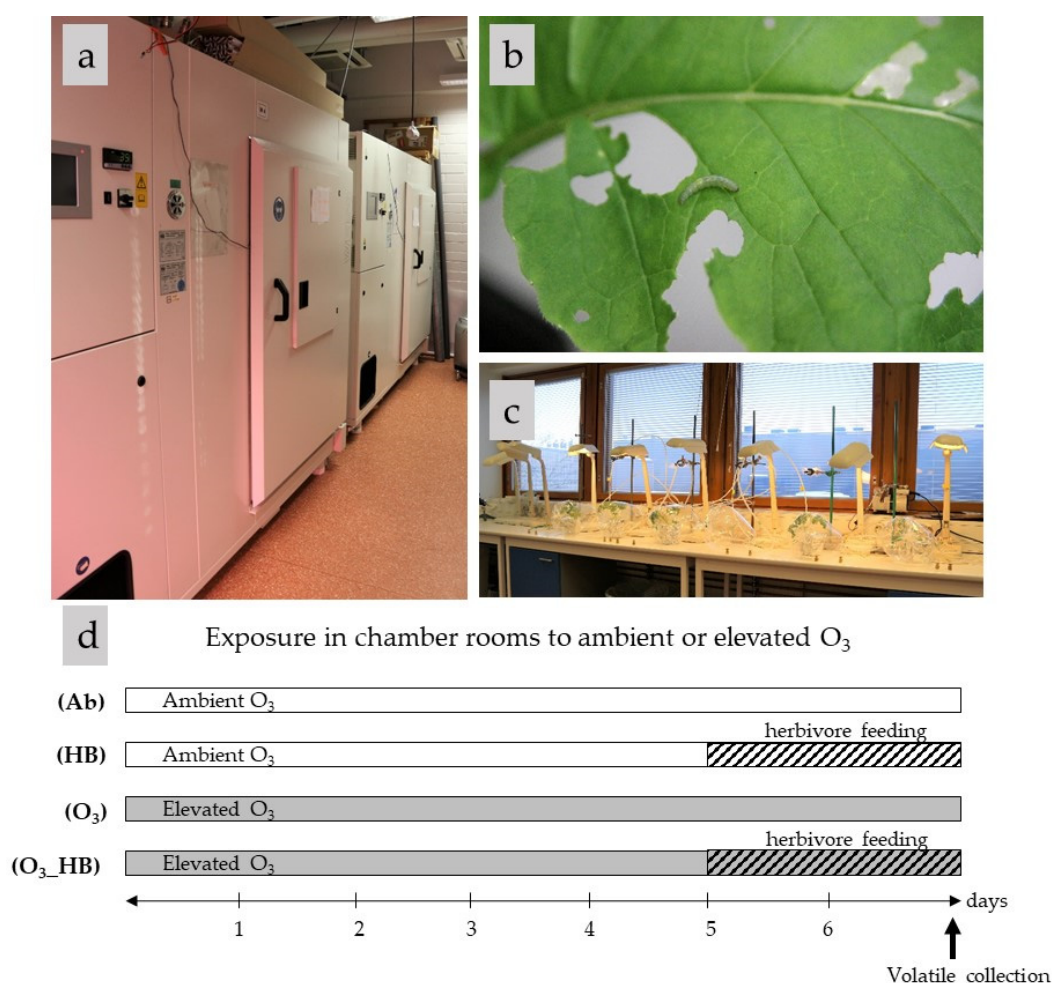 a
b
c
d
Exposure in chamber rooms to ambient or elevated O₃
(Ab) Ambient O₃
herbivore feeding
(HB) Ambient O₃
(O₃) Elevated O₃
herbivore feeding
(O₃_HB) Elevated O₃
days
1 2 3 4 5 6
Volatile collection